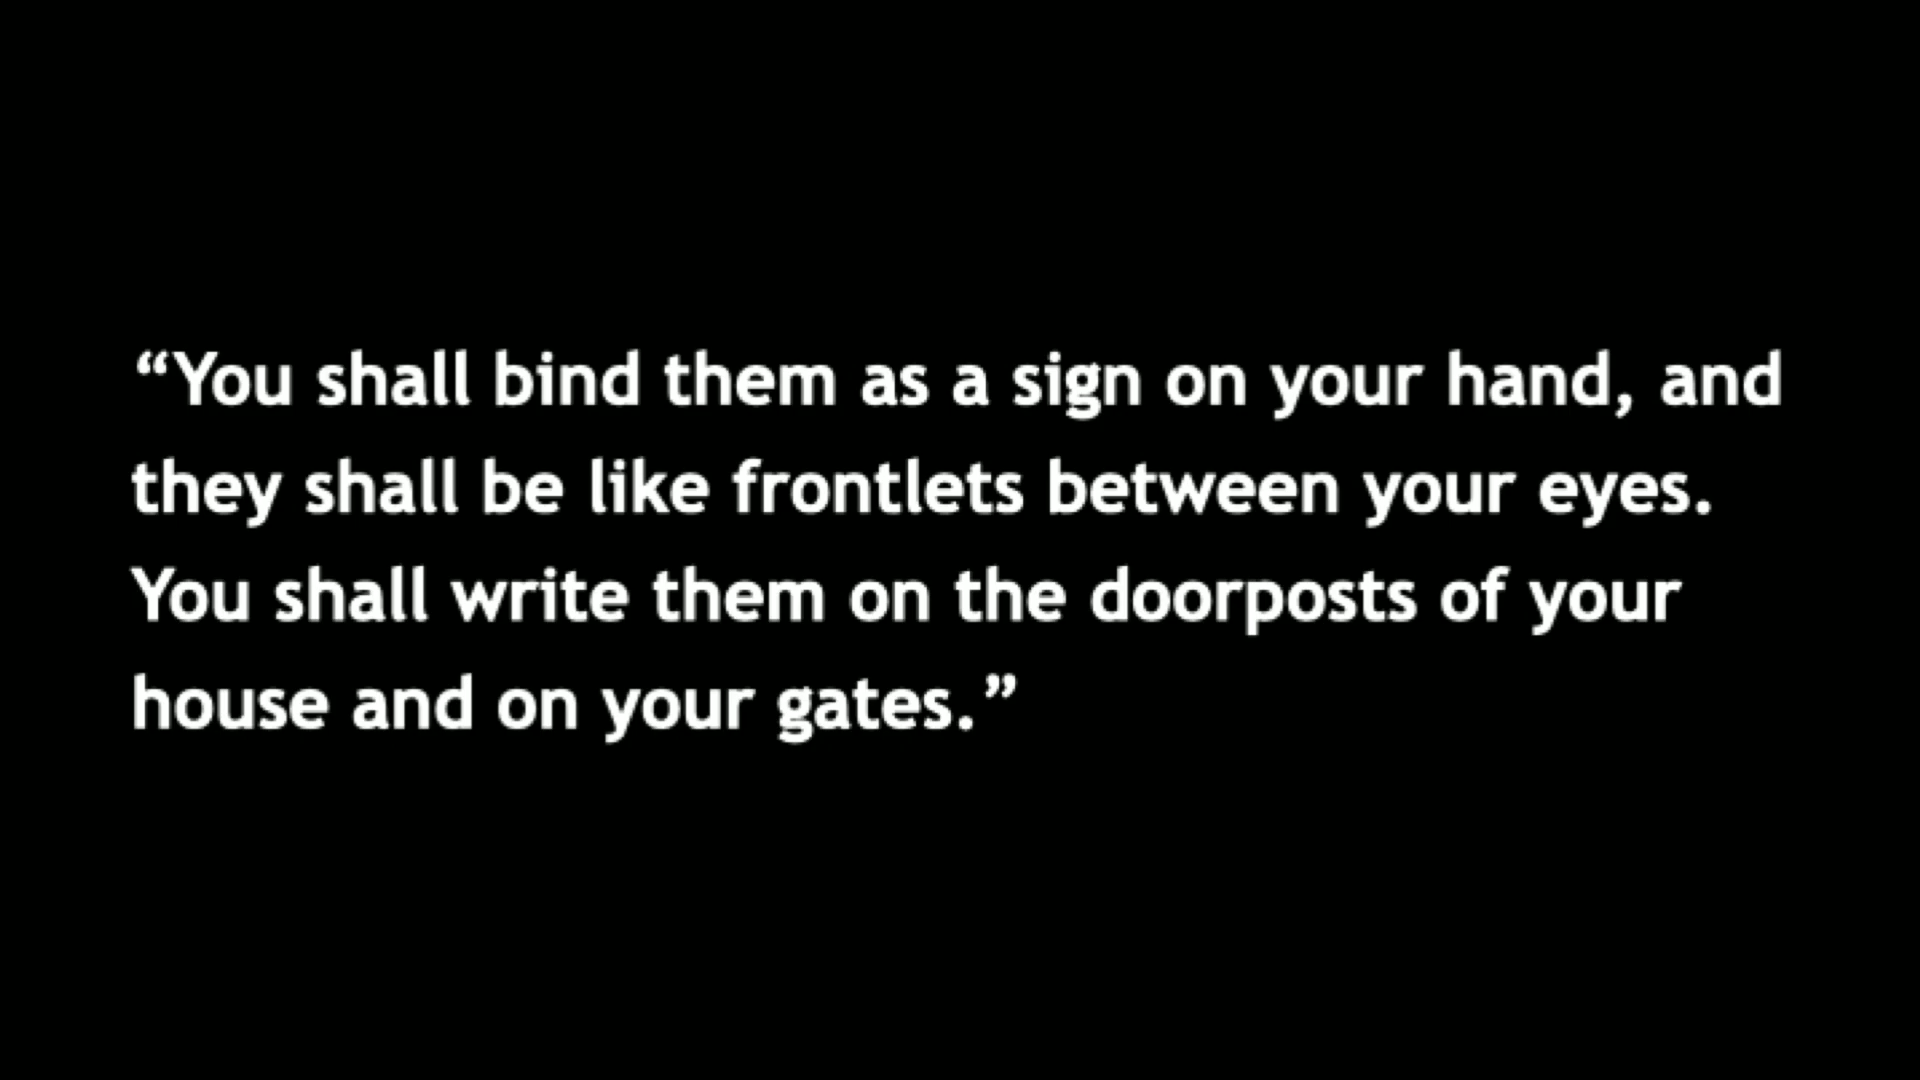 “You shall bind them as a sign on your hand, and
they shall be like frontlets between your eyes.
You shall write them on the doorposts of your
house and on your gates.”